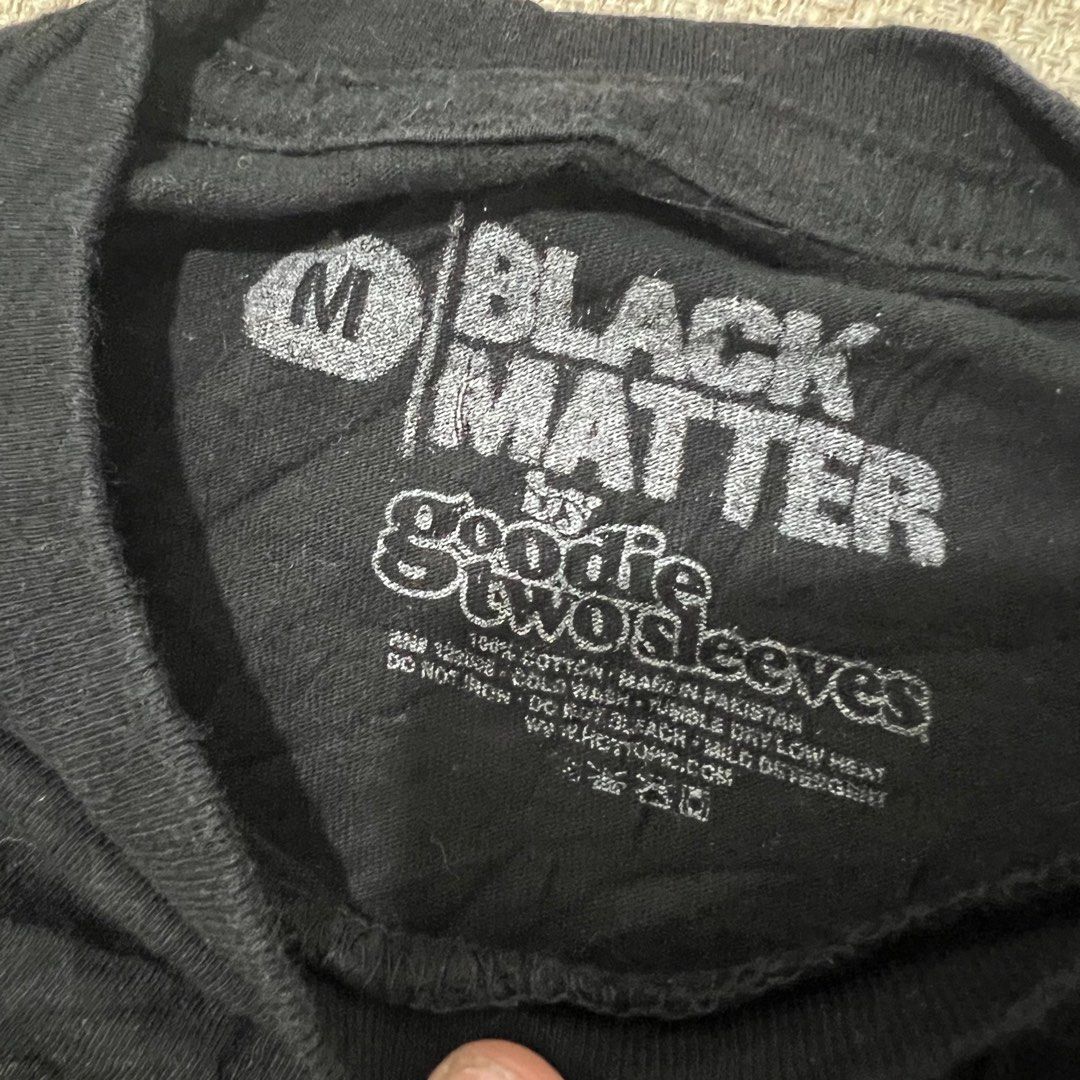 M
BLACK
MATTER
by
goodie
two sleeves
100% COTTON · MADE IN PAKISTAN
COLD WASH · TUMBLE DRY LOW HEAT
DO NOT IRON · DO NOT BLEACH · MILD DETERGENT
WWW.HOTTOPIC.COM